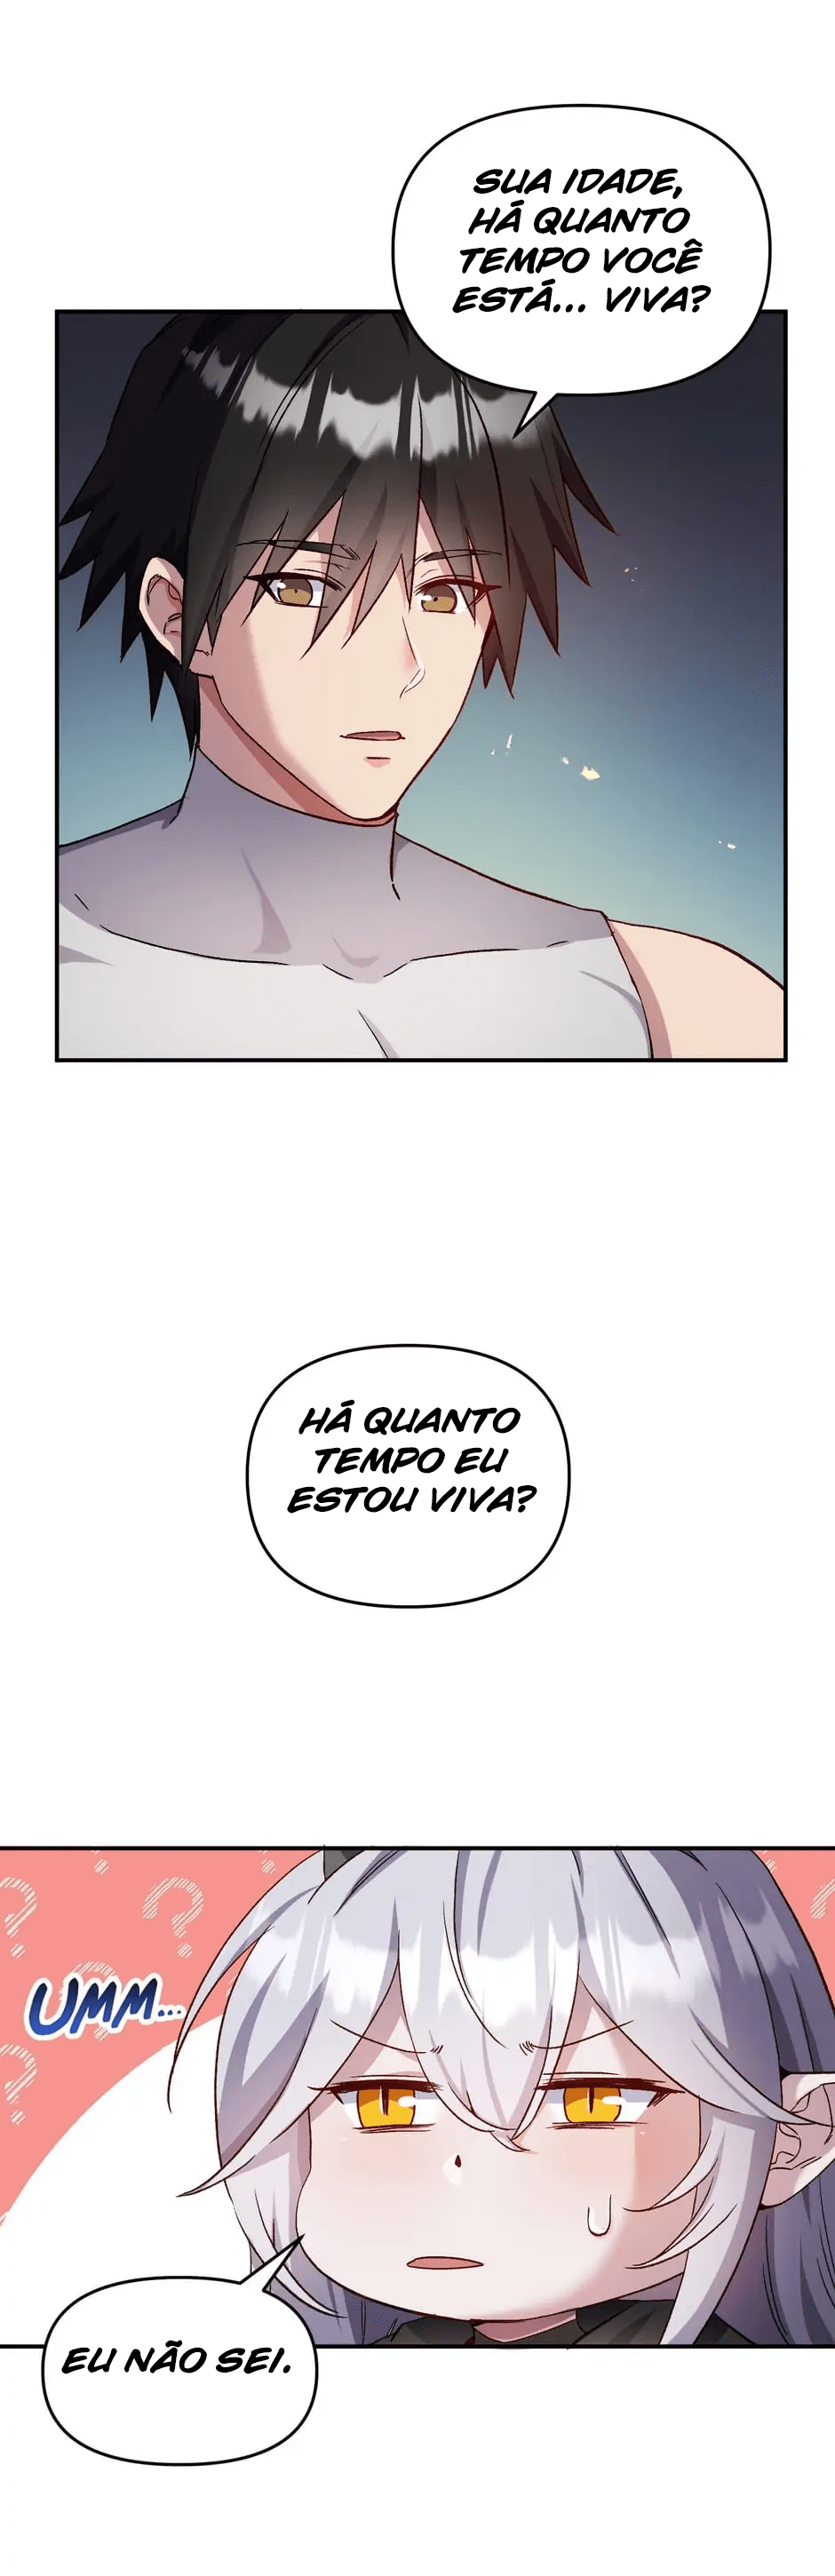 SUA IDADE,
HÁ QUANTO
TEMPO VOCÊ
ESTÁ... VIVA?
HÁ QUANTO
TEMPO EU
ESTOU VIVA?
UMM...
EU NÃO SEI.